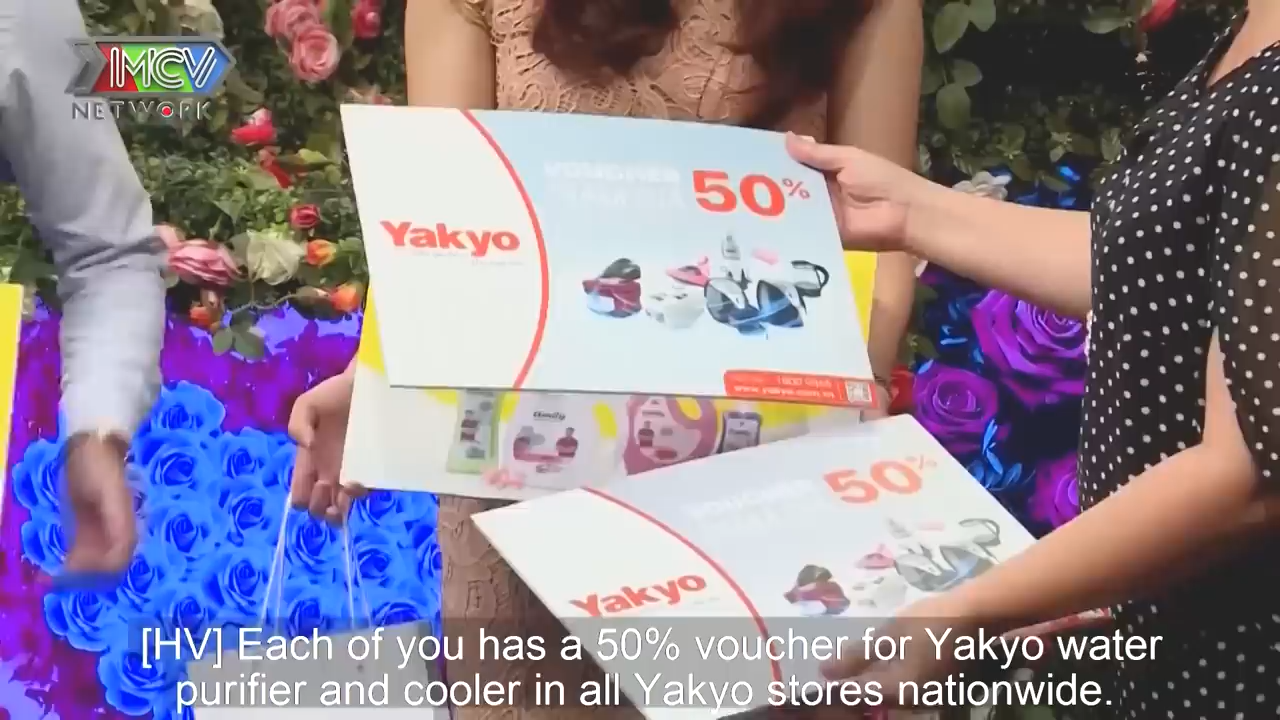 MCV
NETWORK
VOUCHER
50%
Yakyo
VOUCHER
50%
Yakyo
[HV] Each of you has a 50% voucher for Yakyo water
purifier and cooler in all Yakyo stores nationwide.